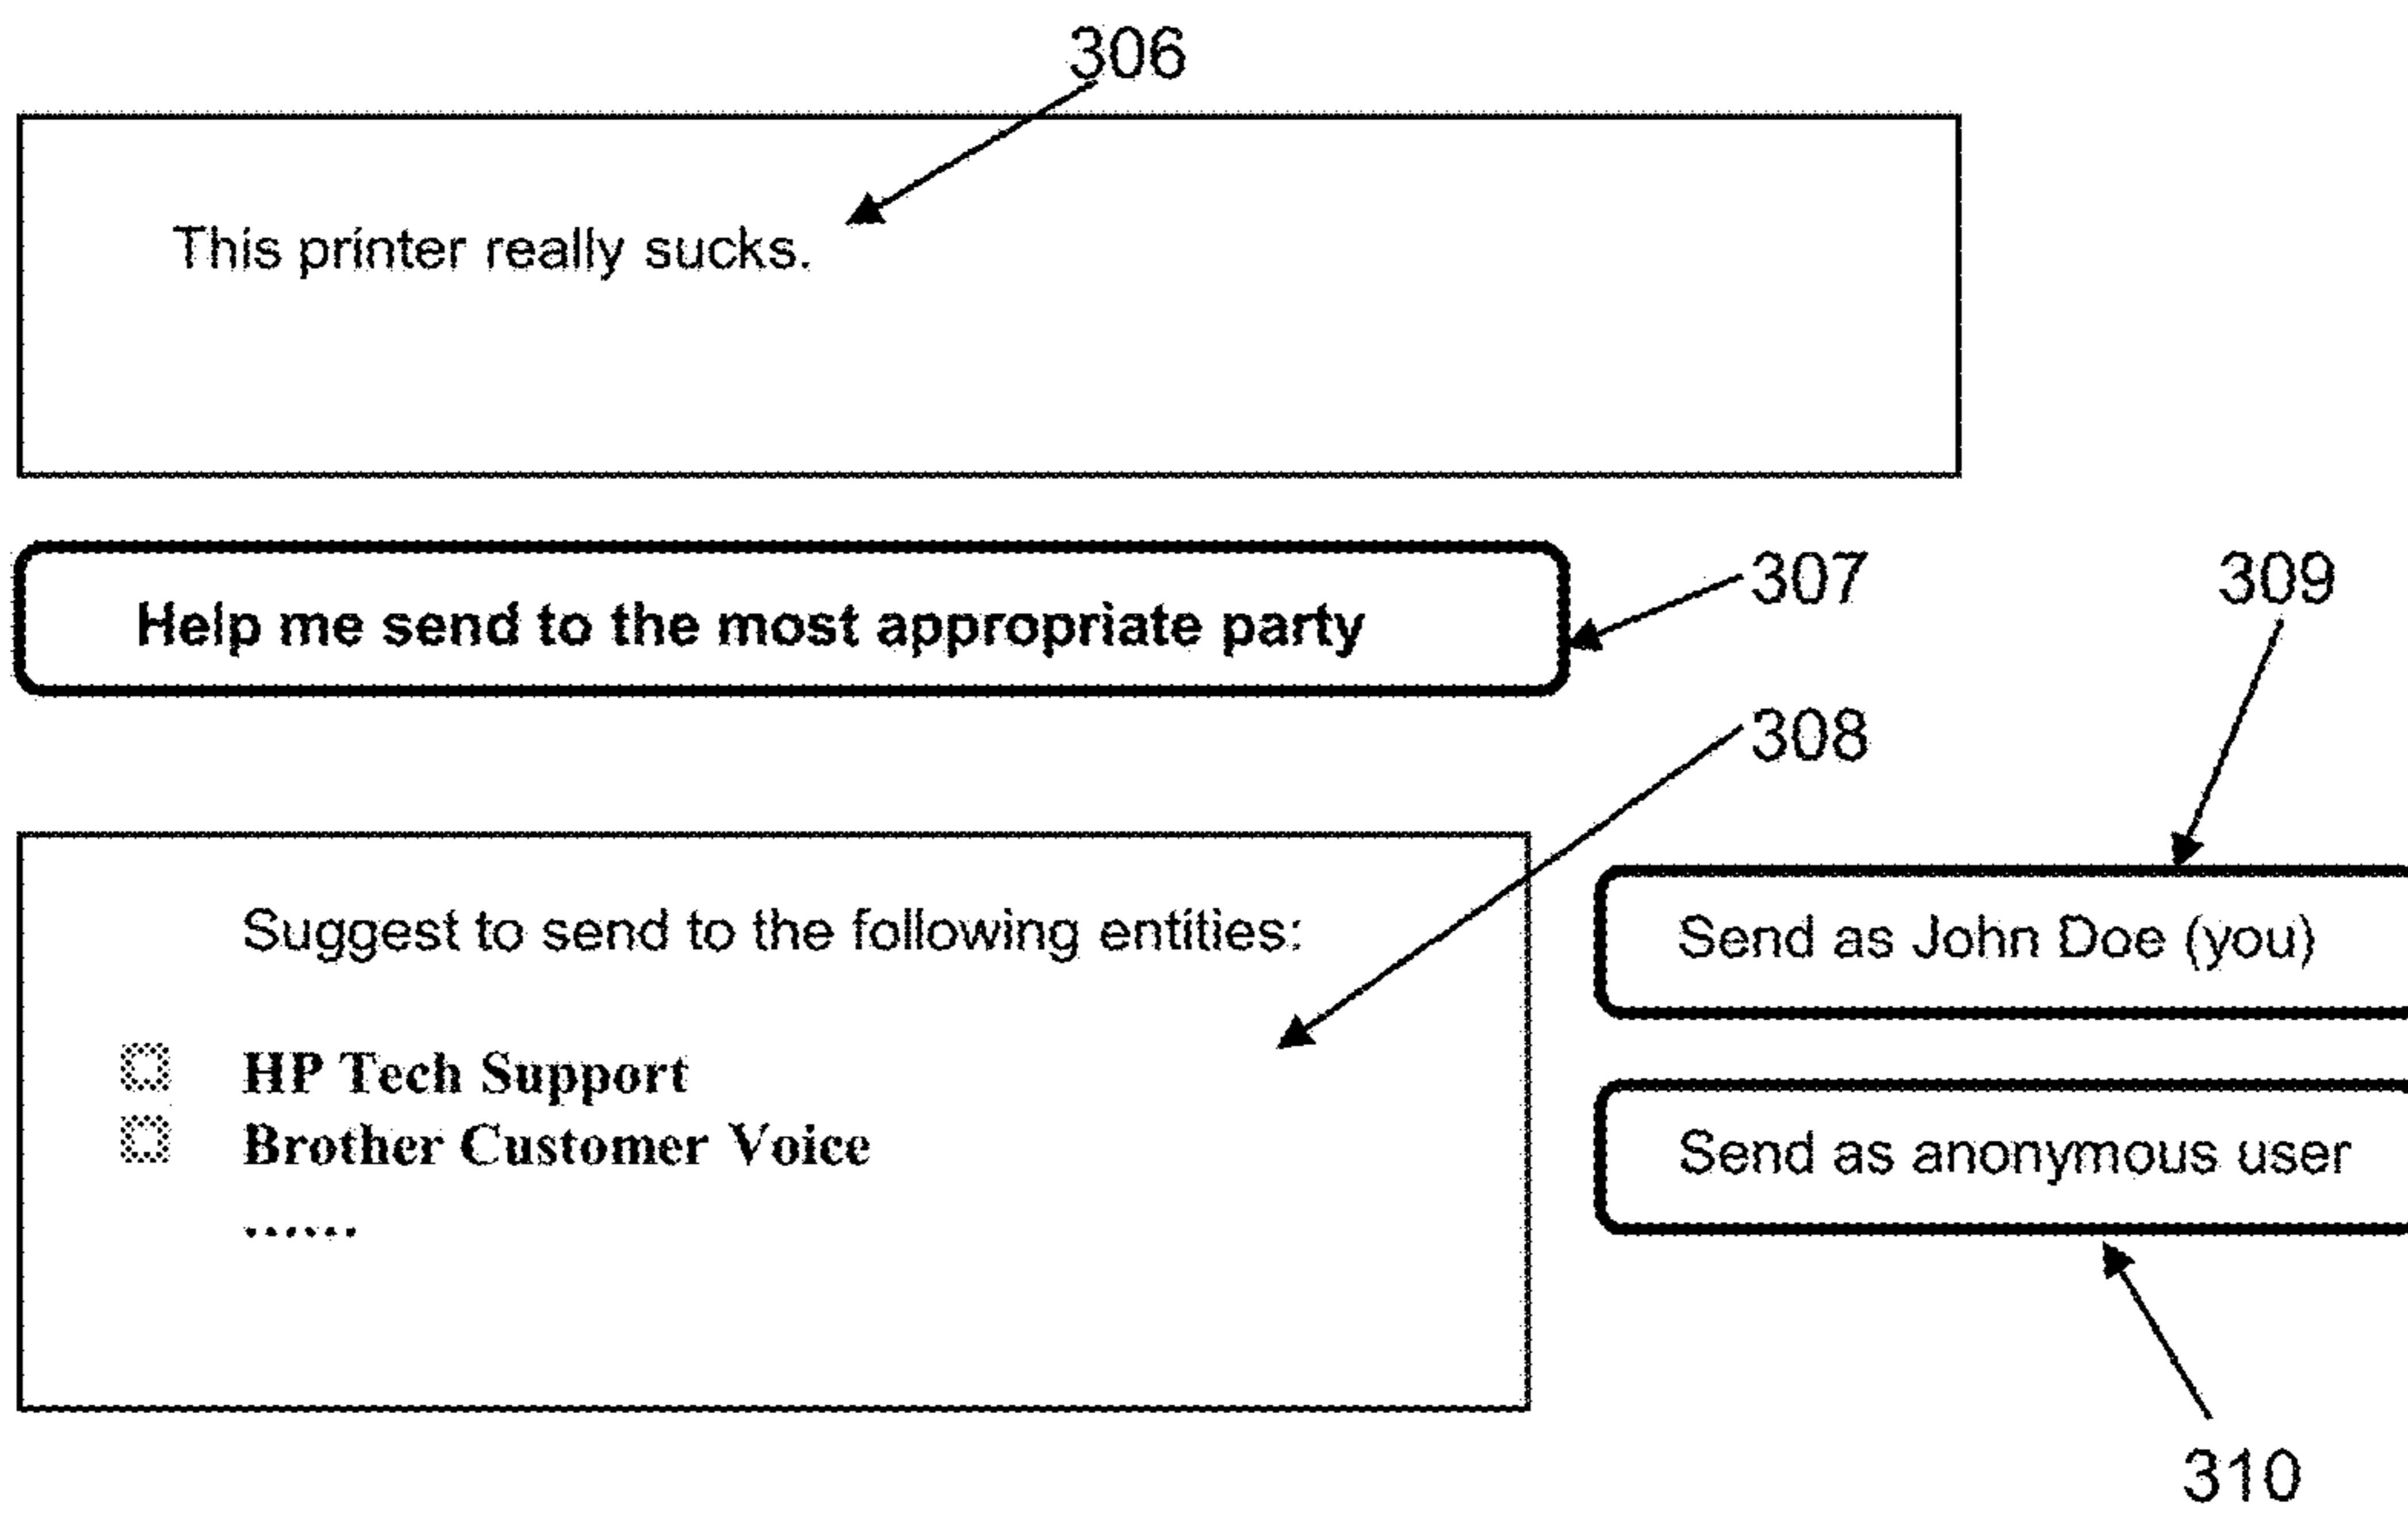 306
This printer really sucks.
Help me send to the most appropriate party
307
309
308
Suggest to send to the following entities:
HP Tech Support
Brother Customer Voice
......
Send as John Doe (you)
Send as anonymous user
310